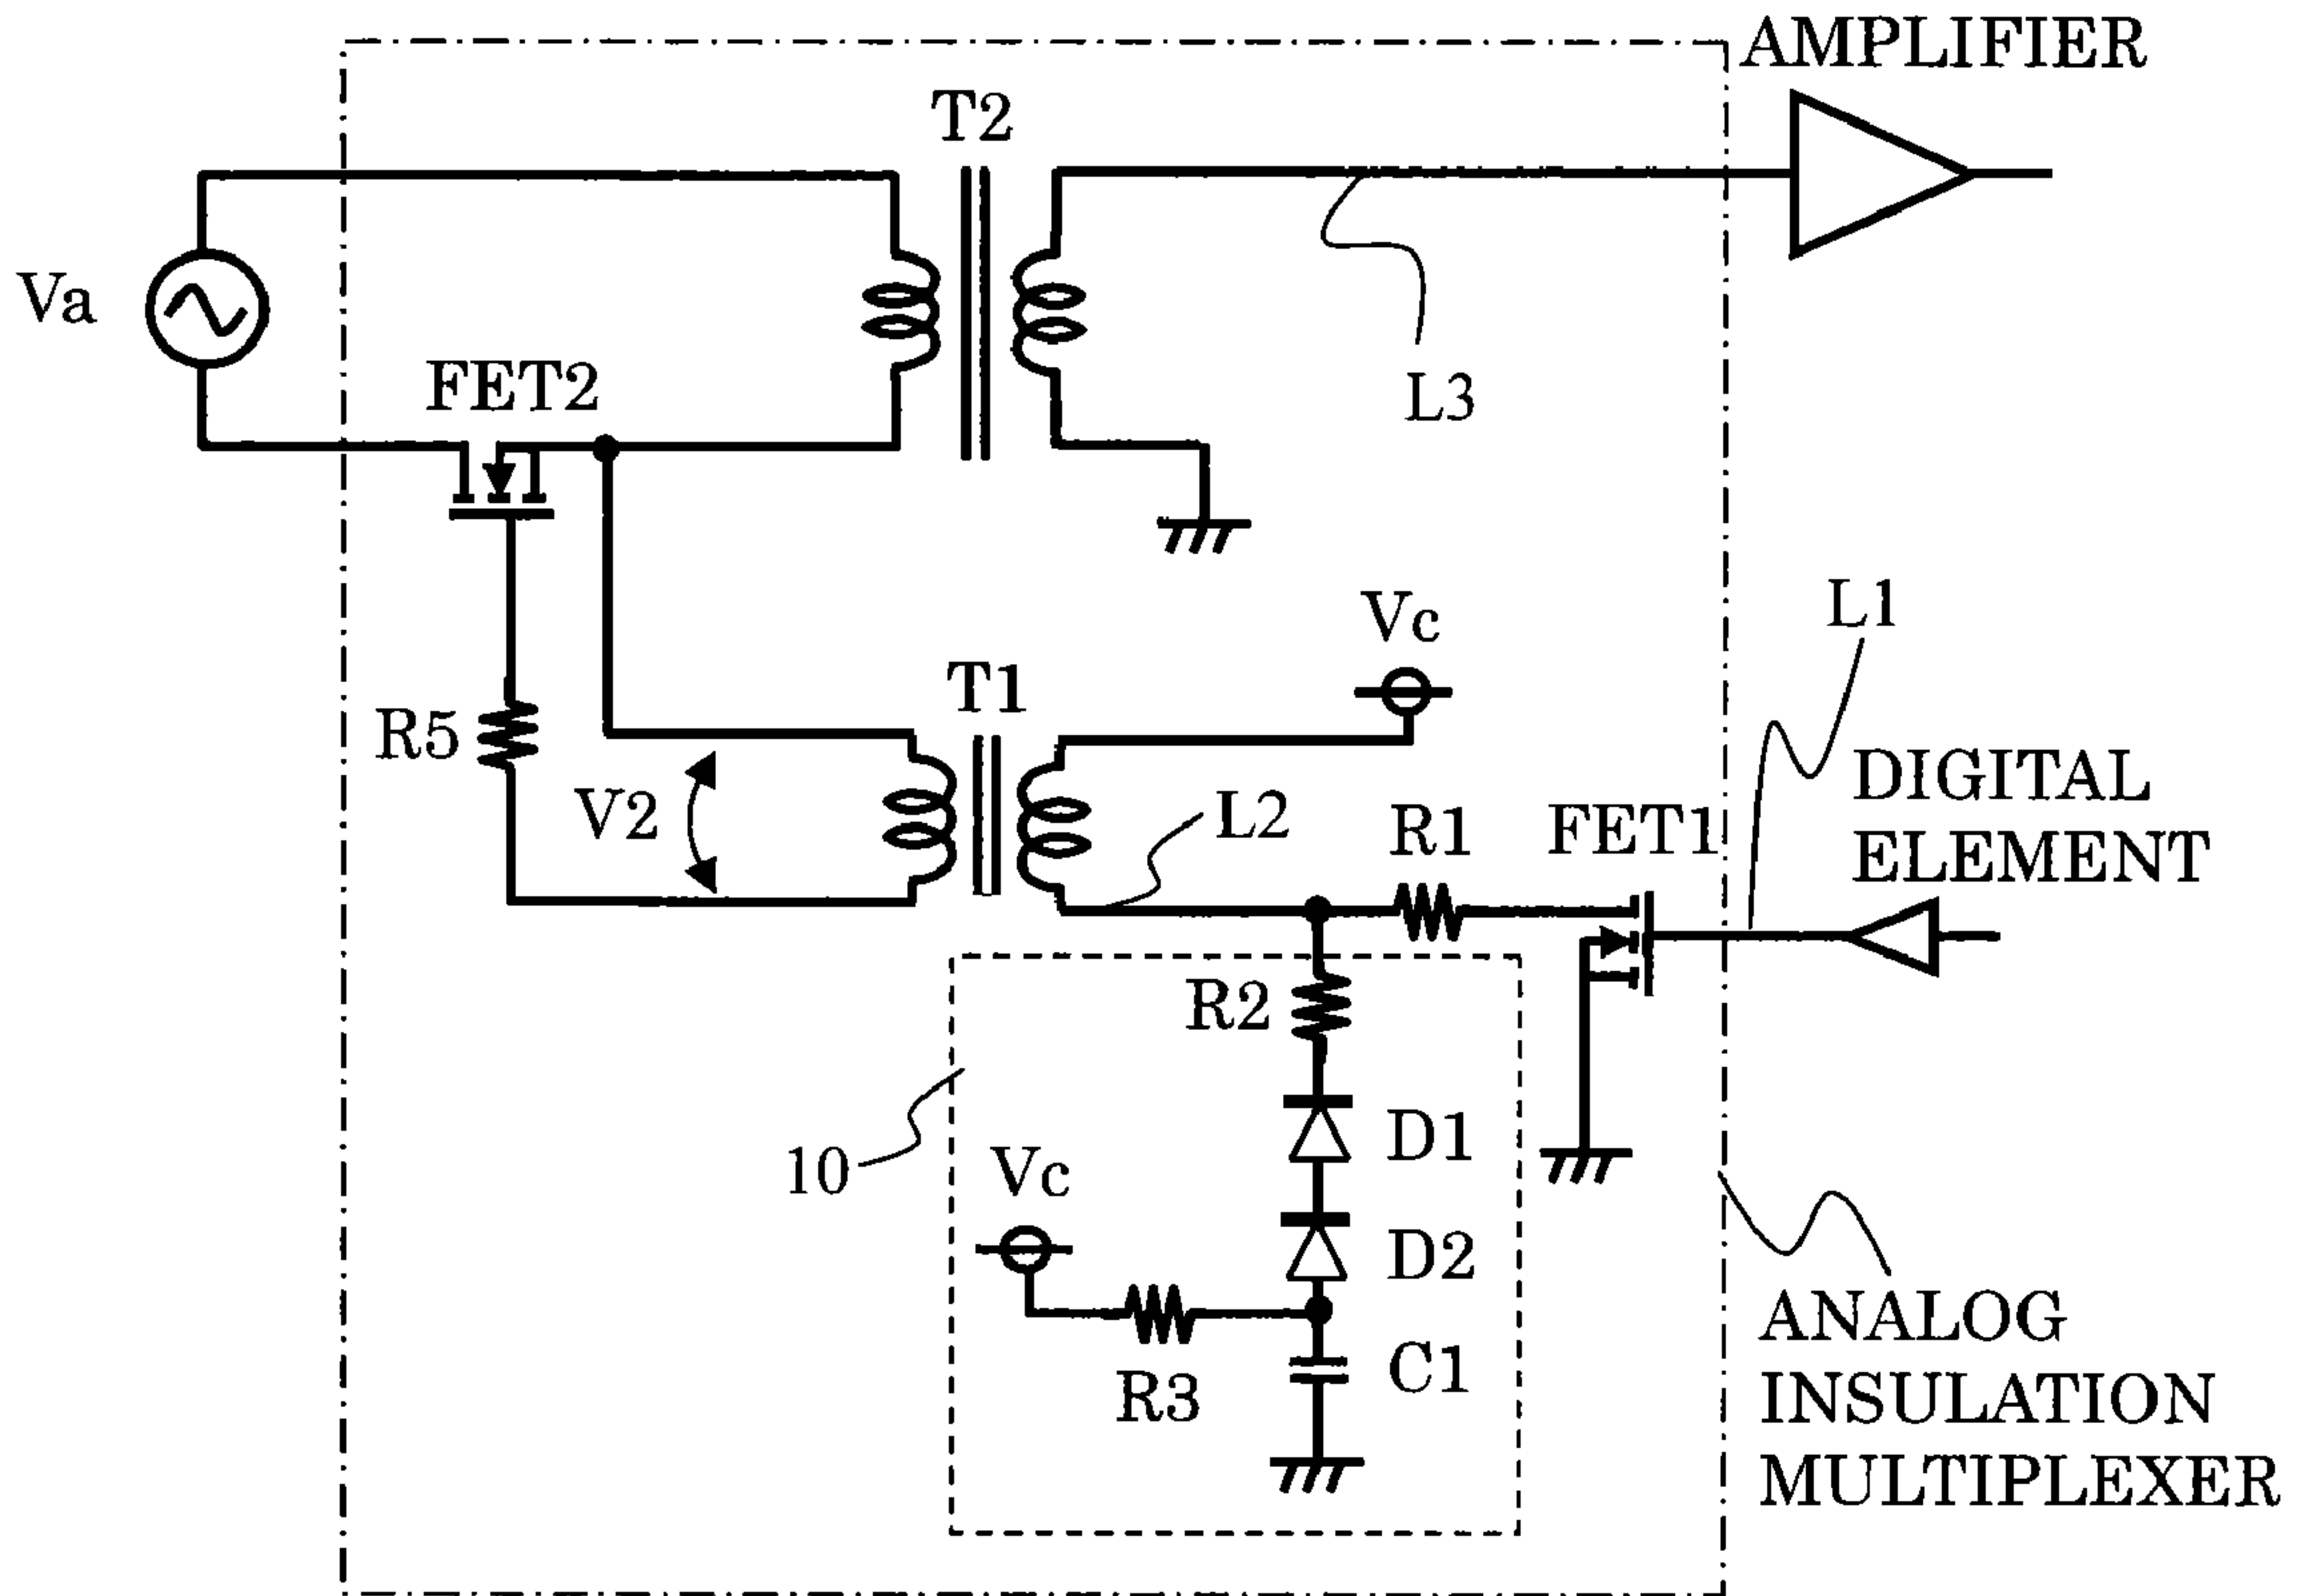 AMPLIFIER
T2
Va
FET2
L3
Vc
L1
T1
R5
DIGITAL
ELEMENT
V2
L2
R1
FET1
R2
D1
10
Vc
D2
R3
C1
ANALOG
INSULATION
MULTIPLEXER